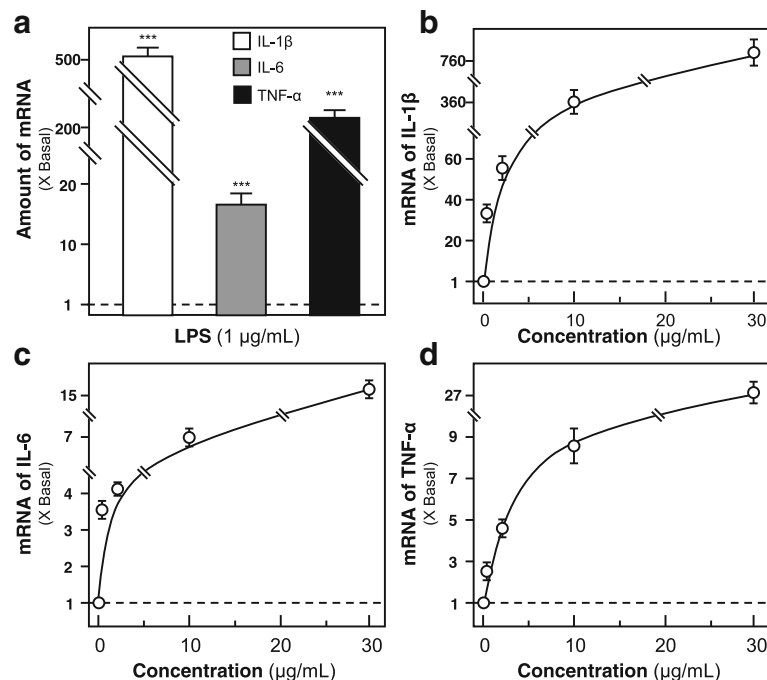 a
Amount of mRNA
(X Basal)
500
200
20
10
1
***
***
***
IL-1β
IL-6
TNF-α
LPS (1 µg/mL)
b
mRNA of IL-1β
(X Basal)
760
360
60
40
20
1
0 10 20 30
Concentration (µg/mL)
c
mRNA of IL-6
(X Basal)
15
7
4
3
2
1
0 10 20 30
Concentration (µg/mL)
d
mRNA of TNF-α
(X Basal)
27
9
7
5
3
1
0 10 20 30
Concentration (µg/mL)